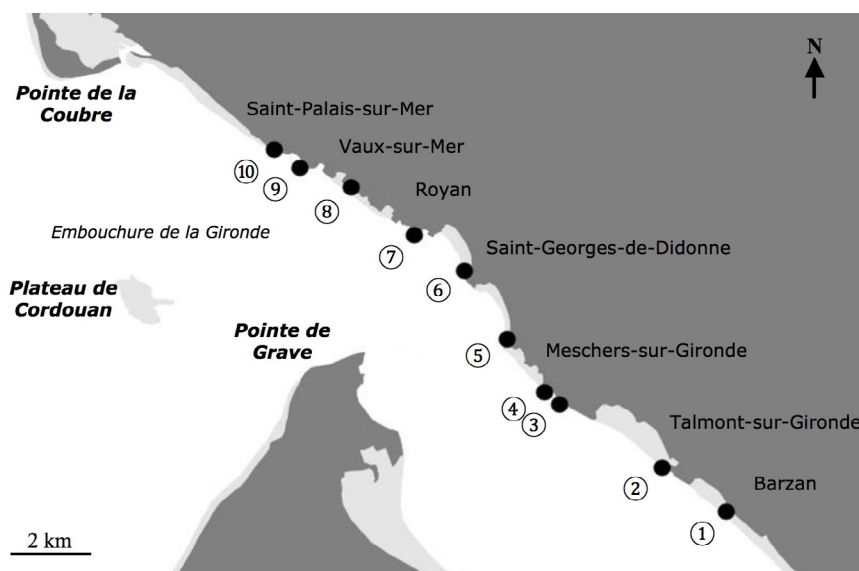 N
Pointe de la
Coubre
Saint-Palais-sur-Mer
Vaux-sur-Mer
Royan
10
9
8
Embouchure de la Gironde
7
Saint-Georges-de-Didonne
6
Plateau de
Cordouan
Pointe de
Grave
5
Meschers-sur-Gironde
4
3
Talmont-sur-Gironde
2
Barzan
1
2 km